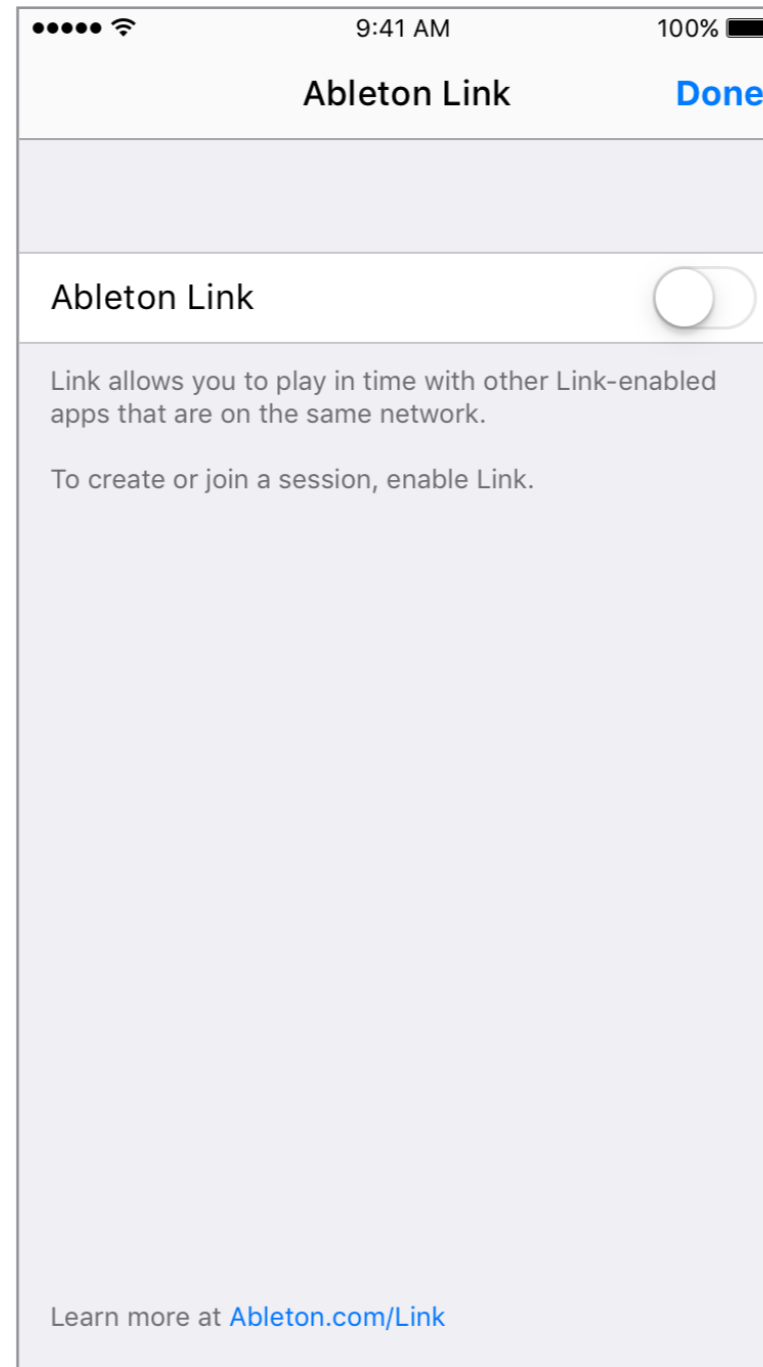 9:41 AM 100%
Ableton Link Done
Ableton Link
Link allows you to play in time with other Link-enabled
apps that are on the same network.
To create or join a session, enable Link.
Learn more at Ableton.com/Link